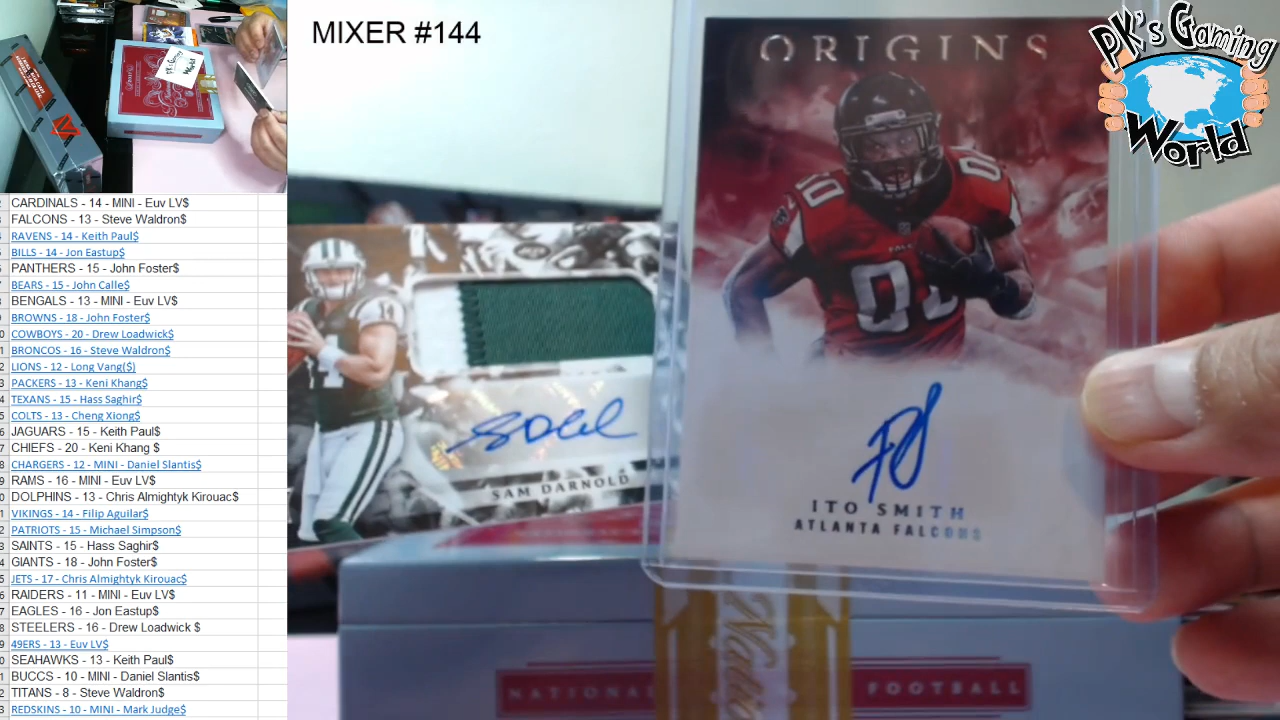 MIXER #144
PK's Gaming World
CARDINALS - 14 - MINI - Euv LV$
FALCONS - 13 - Steve Waldron$
RAVENS - 14 - Keith Paul$
BILLS - 14 - Jon Eastup$
PANTHERS - 15 - John Foster$
BEARS - 15 - John Calle$
BENGALS - 13 - MINI - Euv LV$
BROWNS - 18 - John Foster$
COWBOYS - 20 - Drew Loadwick$
BRONCOS - 16 - Steve Waldron$
LIONS - 12 - Long Vang($)
PACKERS - 13 - Keni Khang$
TEXANS - 15 - Hass Saghir$
COLTS - 13 - Cheng Xiong$
JAGUARS - 15 - Keith Paul$
CHIEFS - 20 - Keni Khang $
CHARGERS - 12 - MINI - Daniel Slantis$
RAMS - 16 - MINI - Euv LV$
DOLPHINS - 13 - Chris Almightyk Kirouac$
VIKINGS - 14 - Filip Aguilar$
PATRIOTS - 15 - Michael Simpson$
SAINTS - 15 - Hass Saghir$
GIANTS - 18 - John Foster$
JETS - 17 - Chris Almightyk Kirouac$
RAIDERS - 11 - MINI - Euv LV$
EAGLES - 16 - Jon Eastup$
STEELERS - 16 - Drew Loadwick $
49ERS - 13 - Euv LV$
SEAHAWKS - 13 - Keith Paul$
BUCCS - 10 - MINI - Daniel Slantis$
TITANS - 8 - Steve Waldron$
REDSKINS - 10 - MINI - Mark Judge$
ORIGINS
ITO SMITH
ATLANTA FALCONS
14
SAM DARNOLD
NATIONAL
FOOTBALL